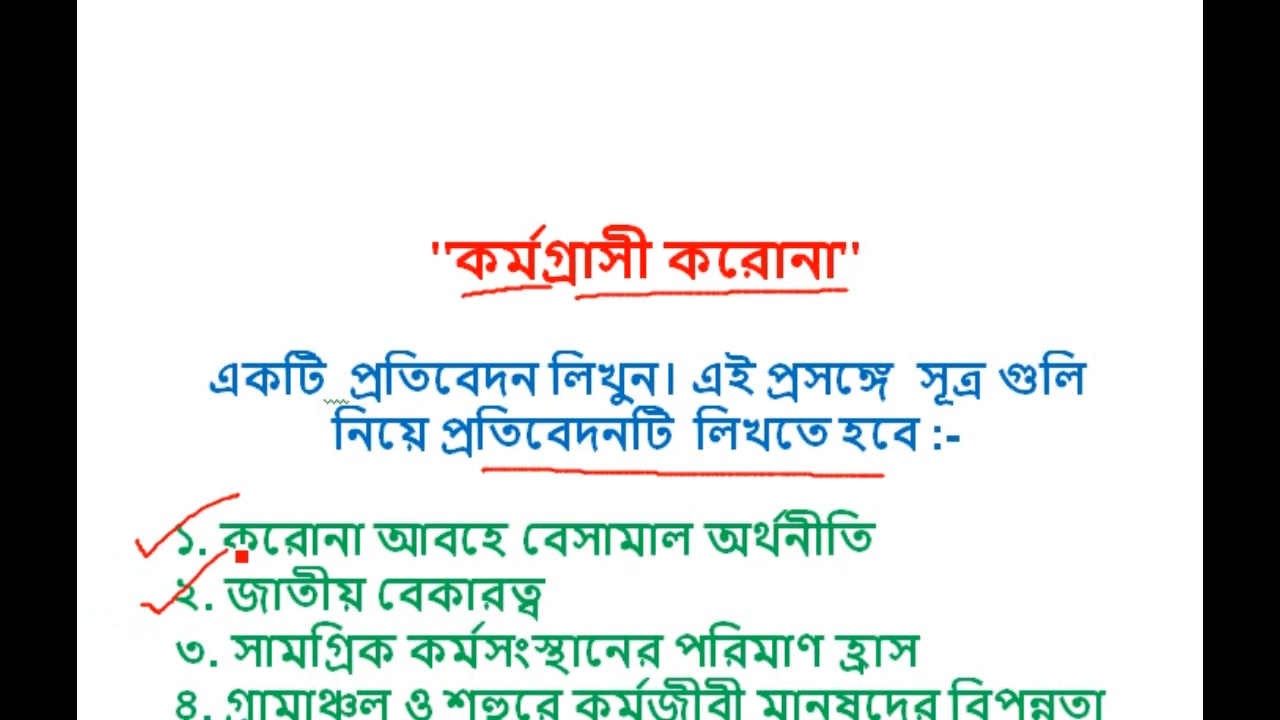 "কর্মগ্রাসী করোনা"
একটি প্রতিবেদন লিখুন। এই প্রসঙ্গে সূত্র গুলি
নিয়ে প্রতিবেদনটি লিখতে হবে :-
১. করোনা আবহে বেসামাল অর্থনীতি
২. জাতীয় বেকারত্ব
৩. সামগ্রিক কর্মসংস্থানের পরিমাণ হ্রাস
৪. গ্রামাঞ্চল ও শহুরে কর্মজীবী মানুষদের বিপন্নতা